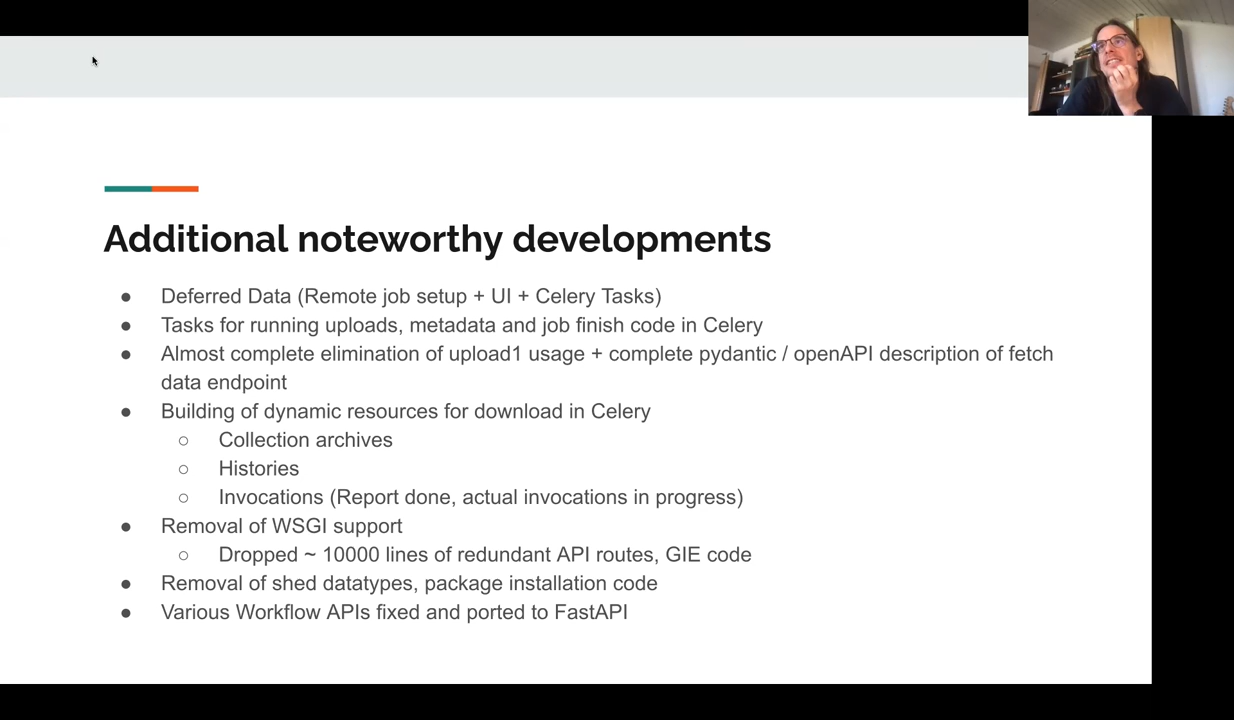 Additional noteworthy developments
● Deferred Data (Remote job setup + UI + Celery Tasks)
● Tasks for running uploads, metadata and job finish code in Celery
● Almost complete elimination of upload1 usage + complete pydantic / openAPI description of fetch
data endpoint
● Building of dynamic resources for download in Celery
○ Collection archives
○ Histories
○ Invocations (Report done, actual invocations in progress)
● Removal of WSGI support
○ Dropped ~ 10000 lines of redundant API routes, GIE code
● Removal of shed datatypes, package installation code
● Various Workflow APIs fixed and ported to FastAPI